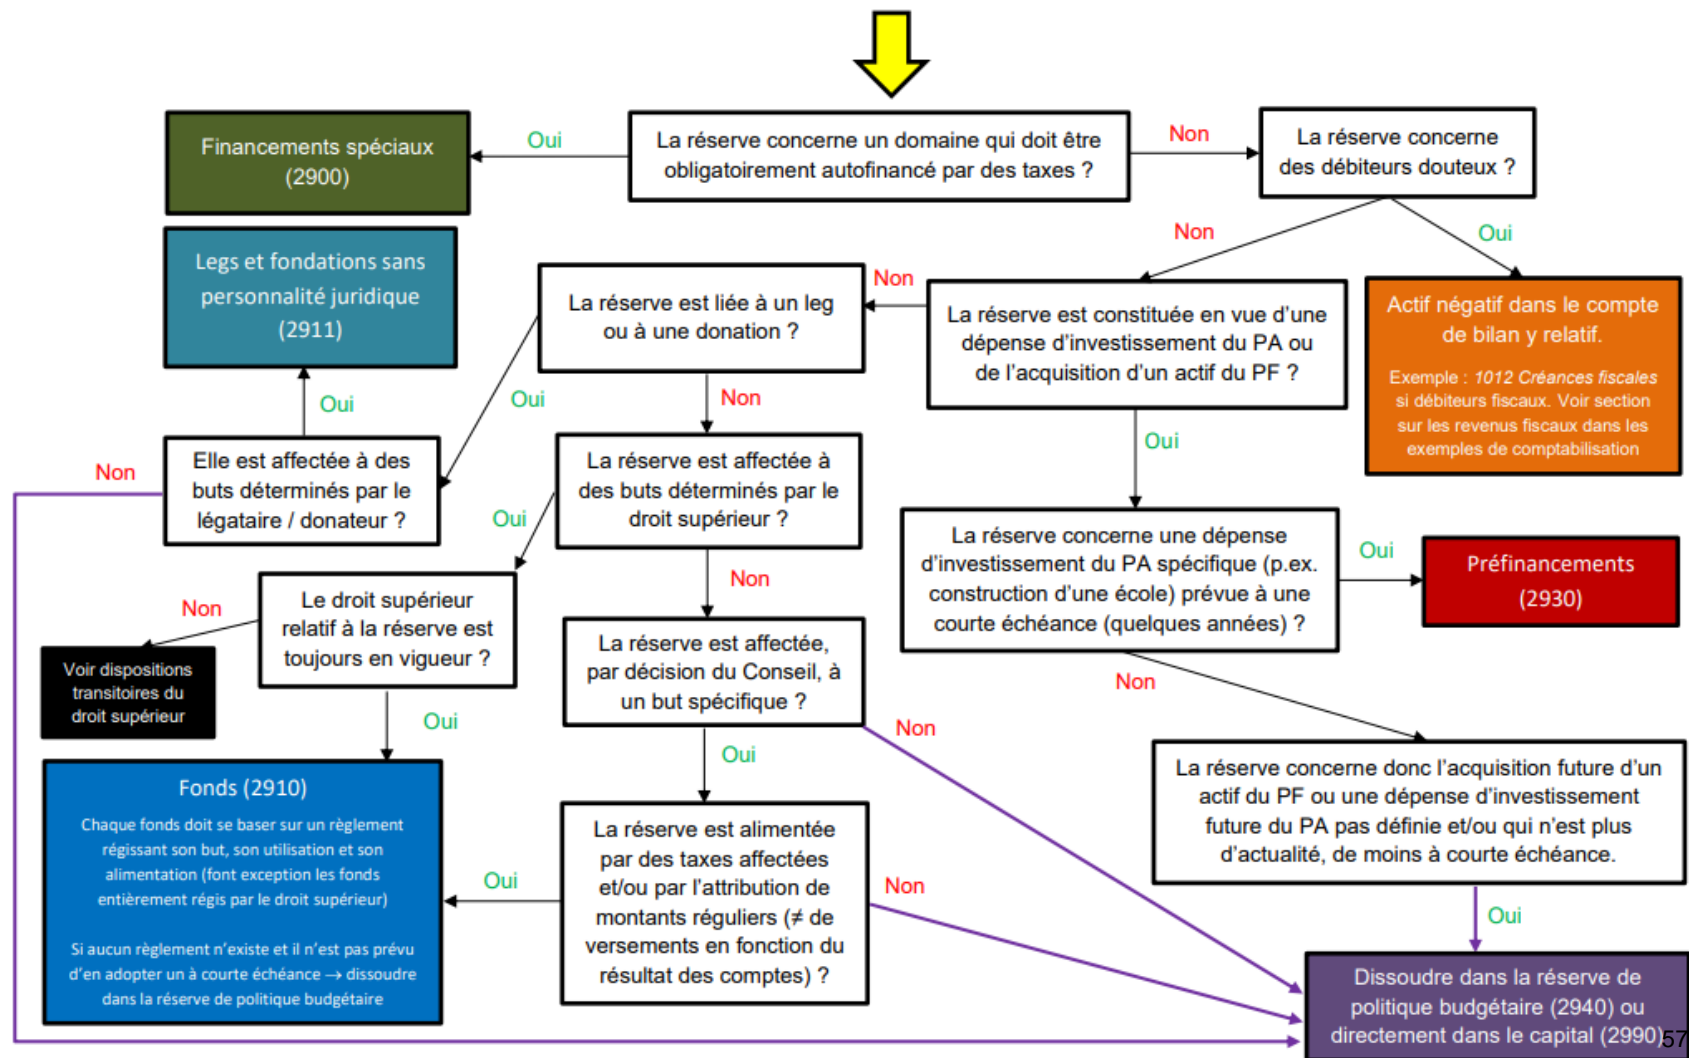 Financements spéciaux
(2900)
Oui
La réserve concerne un domaine qui doit être
obligatoirement autofinancé par des taxes ?
Non
La réserve concerne
des débiteurs douteux ?
Non
Oui
Legs et fondations sans
personnalité juridique
(2911)
La réserve est liée à un leg
ou à une donation ?
Non
La réserve est constituée en vue d'une
dépense d'investissement du PA ou
de l'acquisition d'un actif du PF ?
Actif négatif dans le compte
de bilan y relatif.
Exemple : 1012 Créances fiscales
si débiteurs fiscaux. Voir section
sur les revenus fiscaux dans les
exemples de comptabilisation
Oui
Oui
Non
Oui
Non
Elle est affectée à des
buts déterminés par le
légataire / donateur ?
La réserve est affectée à
des buts déterminés par le
droit supérieur ?
Oui
Non
La réserve concerne une dépense
d'investissement du PA spécifique (p.ex.
construction d'une école) prévue à une
courte échéance (quelques années) ?
Oui
Préfinancements
(2930)
Non
Le droit supérieur
relatif à la réserve est
toujours en vigueur ?
Voir dispositions
transitoires du
droit supérieur
Oui
La réserve est affectée,
par décision du Conseil, à
un but spécifique ?
Non
Oui
Non
La réserve concerne donc l'acquisition future d'un
actif du PF ou une dépense d'investissement
future du PA pas définie et/ou qui n'est plus
d'actualité, de moins à courte échéance.
Fonds (2910)
Chaque fonds doit se baser sur un règlement
régissant son but, son utilisation et son
alimentation (font exception les fonds
entièrement régis par le droit supérieur)
Si aucun règlement n'existe et il n'est pas prévu
d'en adopter un à courte échéance → dissoudre
dans la réserve de politique budgétaire
Oui
La réserve est alimentée
par des taxes affectées
et/ou par l'attribution de
montants réguliers (≠ de
versements en fonction du
résultat des comptes) ?
Non
Oui
Dissoudre dans la réserve de
politique budgétaire (2940) ou
directement dans le capital (2990)
57